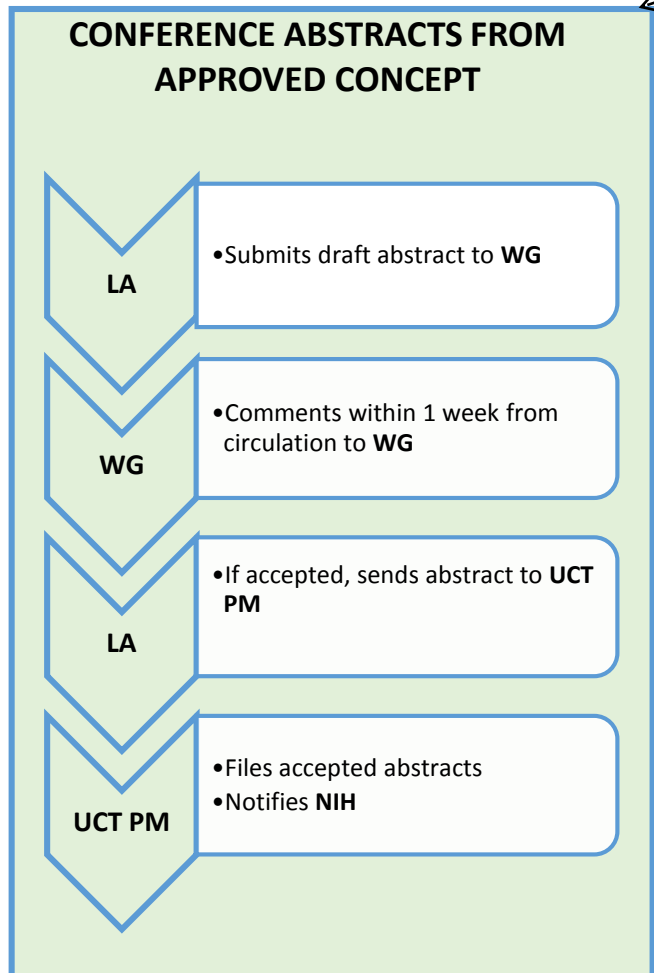 CONFERENCE ABSTRACTS FROM
APPROVED CONCEPT
LA
•Submits draft abstract to WG
WG
•Comments within 1 week from
circulation to WG
LA
•If accepted, sends abstract to UCT
PM
UCT PM
•Files accepted abstracts
•Notifies NIH